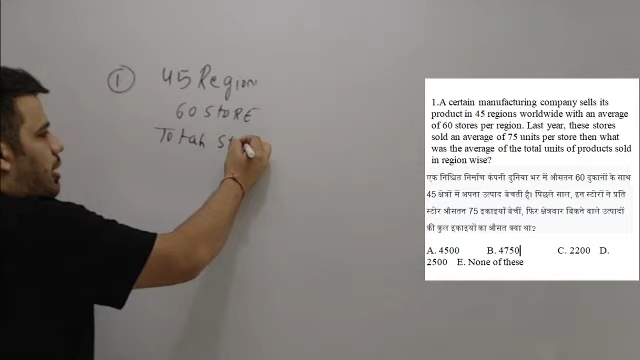 ① 45 Region
60 STORE
Total St
1.A certain manufacturing company sells its
product in 45 regions worldwide with an average
of 60 stores per region. Last year, these stores
sold an average of 75 units per store then what
was the average of the total units of products sold
in region wise?
एक निश्चित निर्माण कंपनी दुनिया भर में औसतन 60 दुकानों के साथ
45 क्षेत्रों में अपना उत्पाद बेचती है। पिछले साल, इन स्टोरों ने प्रति
स्टोर औसतन 75 इकाइयाँ बेचीं, फिर क्षेत्रवार बिकने वाले उत्पादों
की कुल इकाइयों का औसत क्या था?
A. 4500 B. 4750 C. 2200 D.
2500 E. None of these